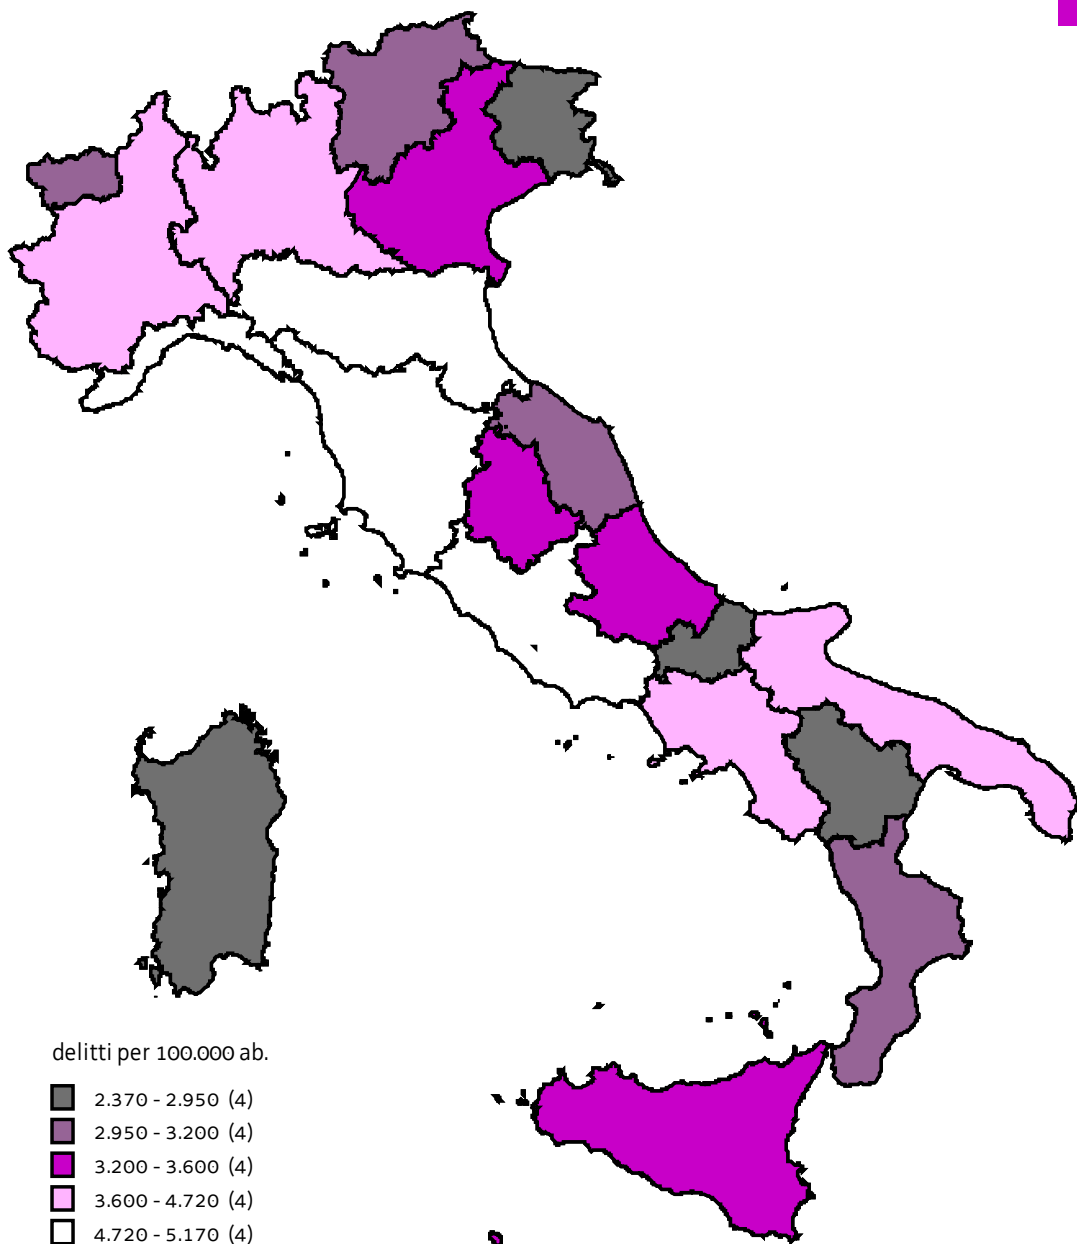 delitti per 100.000 ab.
2.370 - 2.950 (4)
2.950 - 3.200 (4)
3.200 - 3.600 (4)
3.600 - 4.720 (4)
4.720 - 5.170 (4)